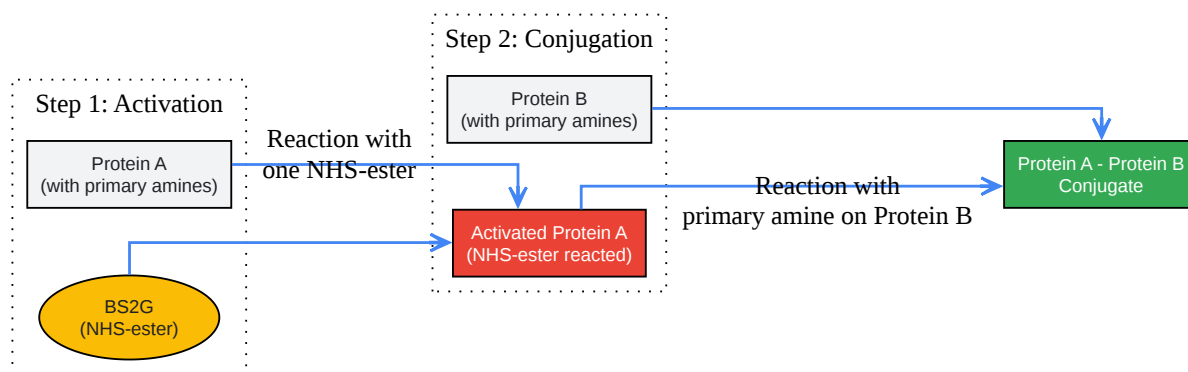 Step 1: Activation
Protein A
(with primary amines)
BS2G
(NHS-ester)
Reaction with
one NHS-ester
Step 2: Conjugation
Protein B
(with primary amines)
Activated Protein A
(NHS-ester reacted)
Reaction with
primary amine on Protein B
Protein A - Protein B
Conjugate